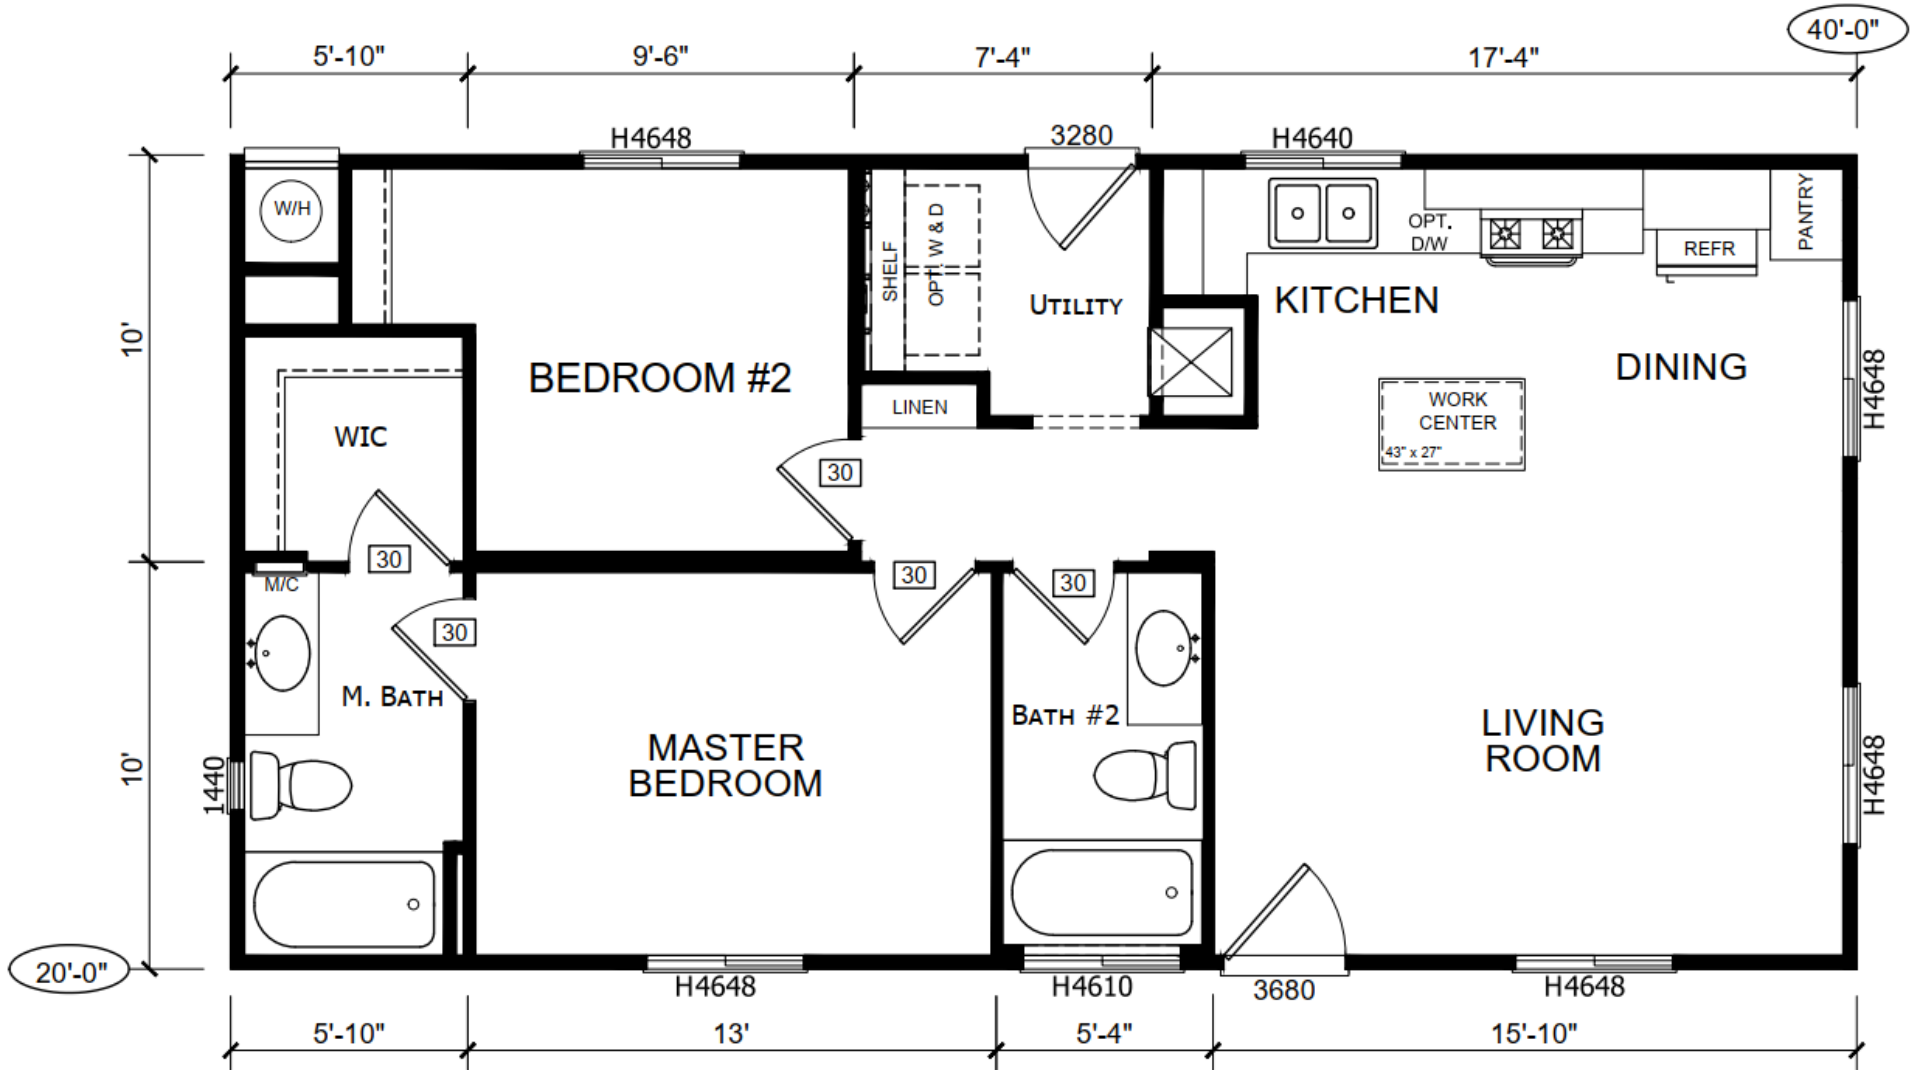 40'-0"
5'-10"
9'-6"
7'-4"
17'-4"
H4648
3280
H4640
W/H
SHELF
OPT. W & D
UTILITY
OPT.
D/W
REFR
PANTRY
KITCHEN
10'
BEDROOM #2
DINING
H4648
LINEN
WORK
CENTER
43" x 27"
WIC
30
30
30
30
M/C
30
M. BATH
BATH #2
MASTER
BEDROOM
LIVING
ROOM
10'
1440
H4648
20'-0"
H4648
H4610
3680
H4648
5'-10"
13'
5'-4"
15'-10"